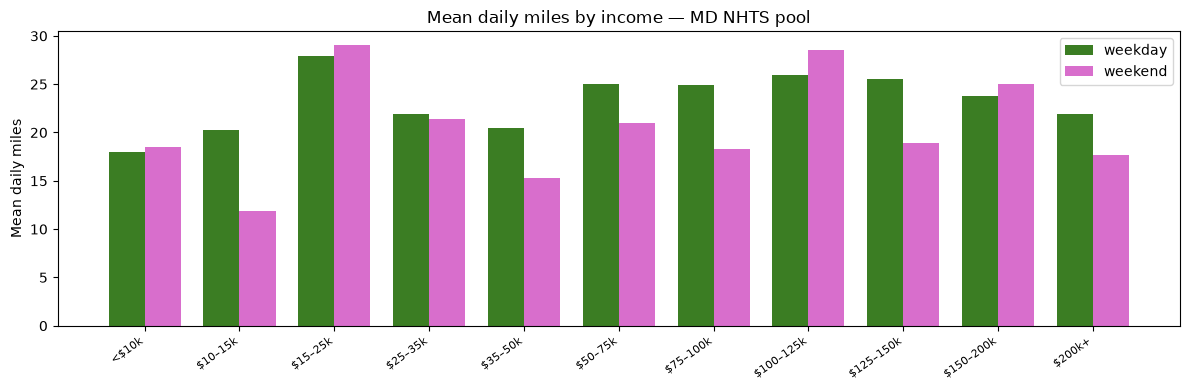 Mean daily miles by income — MD NHTS pool
Mean daily miles
30
25
20
15
10
5
0
weekday
weekend
<$10k
$10–15k
$15–25k
$25–35k
$35–50k
$50–75k
$75–100k
$100–125k
$125–150k
$150–200k
$200k+